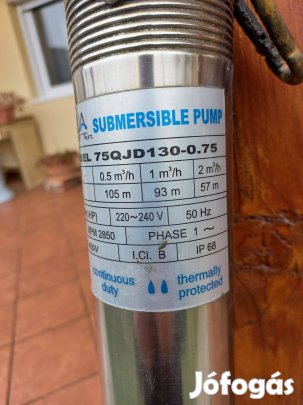 SUBMERSIBLE PUMP
75QJD130-0.75
0.5 m³/h 1 m³/h 2 m³/h
105 m 93 m 57 m
(HP) 220~240 V 50 Hz
2850 PHASE 1 ~
I.Cl. B IP 68
continuous thermally
duty protected
Jófogás